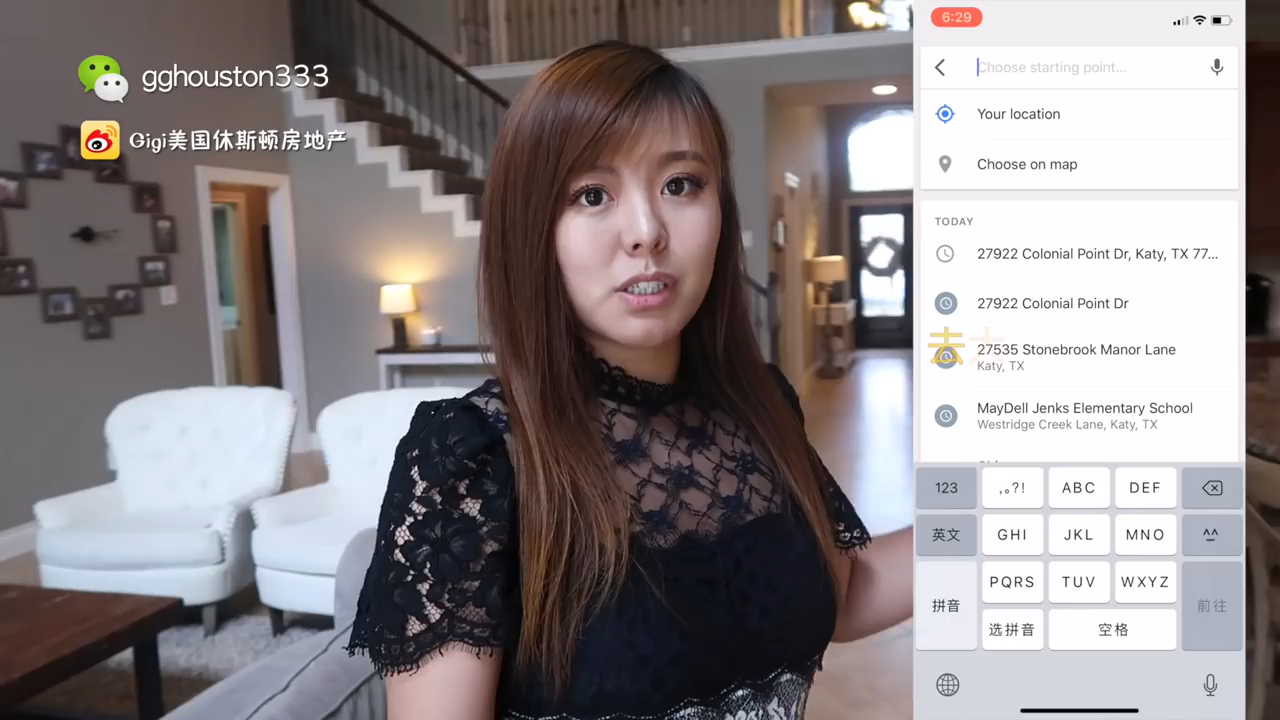 gghouston333
Gigi美国休斯顿房地产
6:29
Choose starting point...
Your location
Choose on map
TODAY
27922 Colonial Point Dr, Katy, TX 77...
27922 Colonial Point Dr
去
27535 Stonebrook Manor Lane
Katy, TX
MayDell Jenks Elementary School
Westridge Creek Lane, Katy, TX
123
,。?!
ABC
DEF
英文
GHI
JKL
MNO
^^
拼音
PQRS
TUV
WXYZ
前往
选拼音
空格